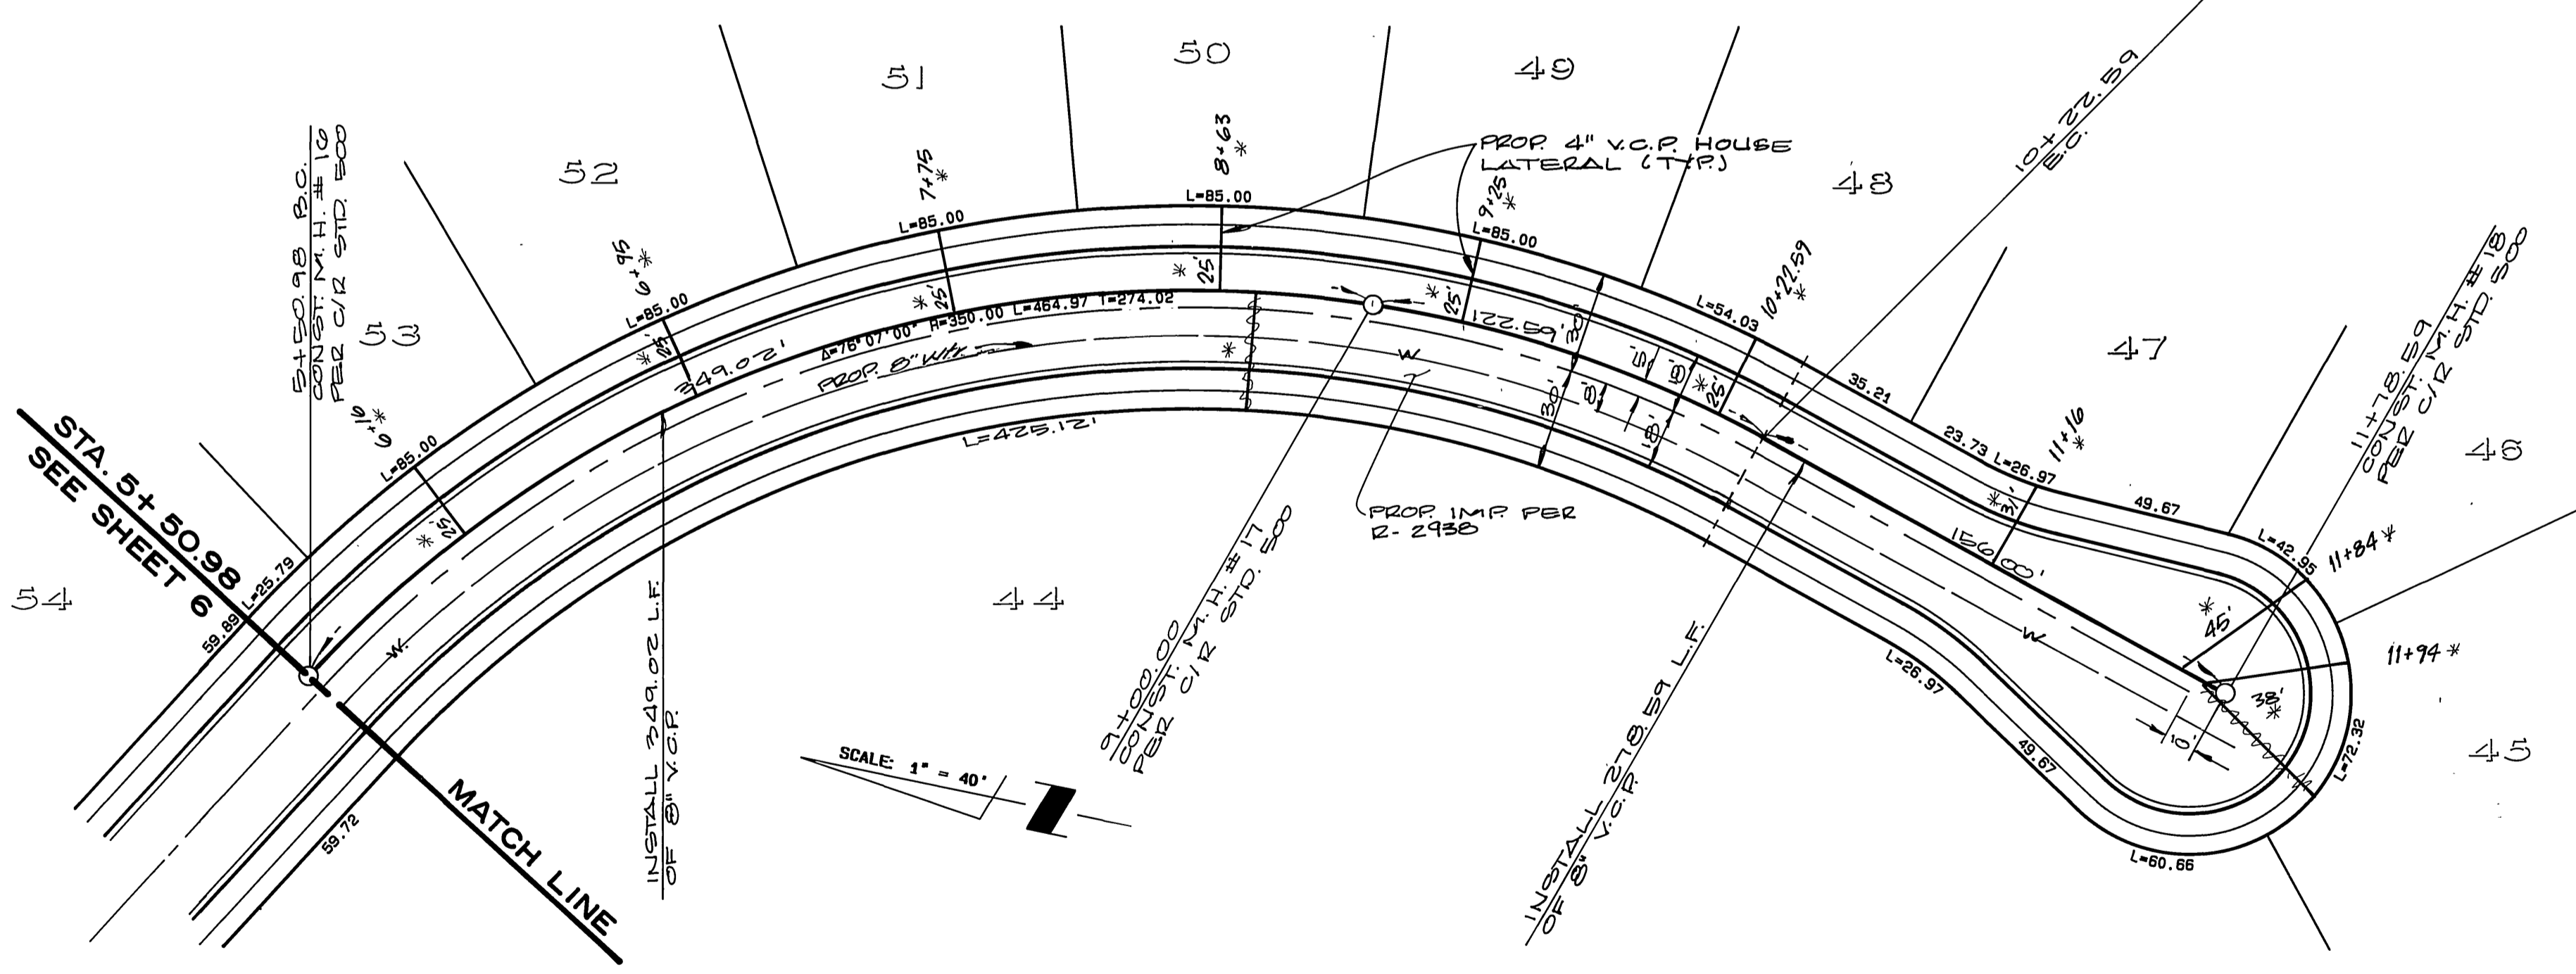 54
STA. 5+50.98
SEE SHEET 6
MATCH LINE
5+50.98 B.C.
CONST. M.H. #16
PER C/R STD. 500
53
52
51
50
49
48
47
46
45
44
6+16 *
6+95 *
7+75 *
8+63 *
9+25 *
10+22.59 *
11+16 *
11+84 *
11+94 *
PROP. 4" V.C.P. HOUSE
LATERAL (TYP.)
10+22.59
E.C.
11+78.59
CONST. M.H. #18
PER C/R STD. 500
59.89
L=25.79
L=85.00
L=85.00
L=85.00
L=85.00
L=85.00
L=54.03
35.21
23.73
L=26.97
49.67
L=42.95
L=72.32
L=60.66
49.67
L=26.97
L=425.12'
59.72
25' *
25' *
25' *
25' *
25' *
25' *
31' *
45' *
38' *
*
349.02'
Δ=76°07'00" R=350.00 L=464.97 T=274.02
PROP. 8" WTR.
122.59'
30'
30'
5'
18'
8'
18'
156.00'
10'
W.
W
W
PROP. IMP. PER
R-2938
INSTALL 349.02 L.F.
OF 8" V.C.P.
9+00.00
CONST. M.H. #17
PER C/R STD. 500
INSTALL 278.59 L.F.
OF 8" V.C.P.
SCALE: 1" = 40'